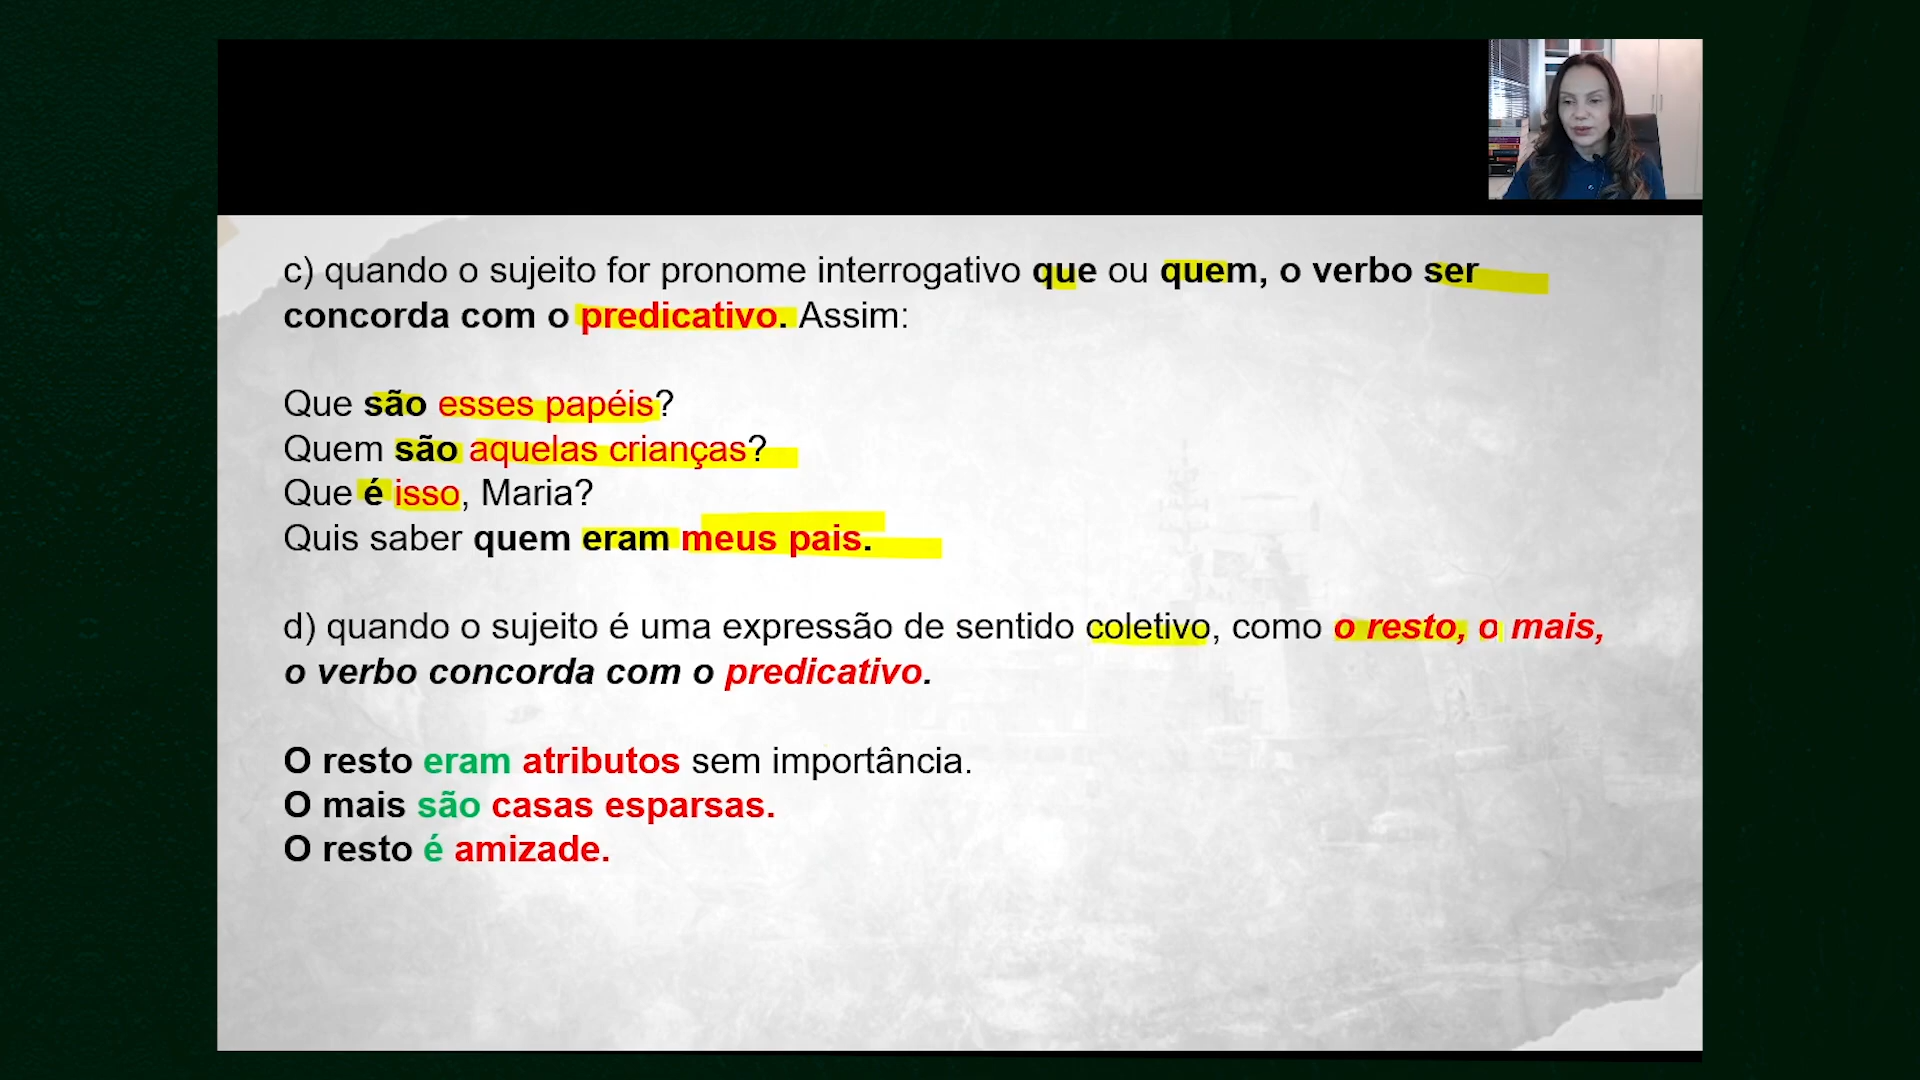 c) quando o sujeito for pronome interrogativo que ou quem, o verbo ser
concorda com o predicativo. Assim:
Que são esses papéis?
Quem são aquelas crianças?
Que é isso, Maria?
Quis saber quem eram meus pais.
d) quando o sujeito é uma expressão de sentido coletivo, como o resto, o mais,
o verbo concorda com o predicativo.
O resto eram atributos sem importância.
O mais são casas esparsas.
O resto é amizade.